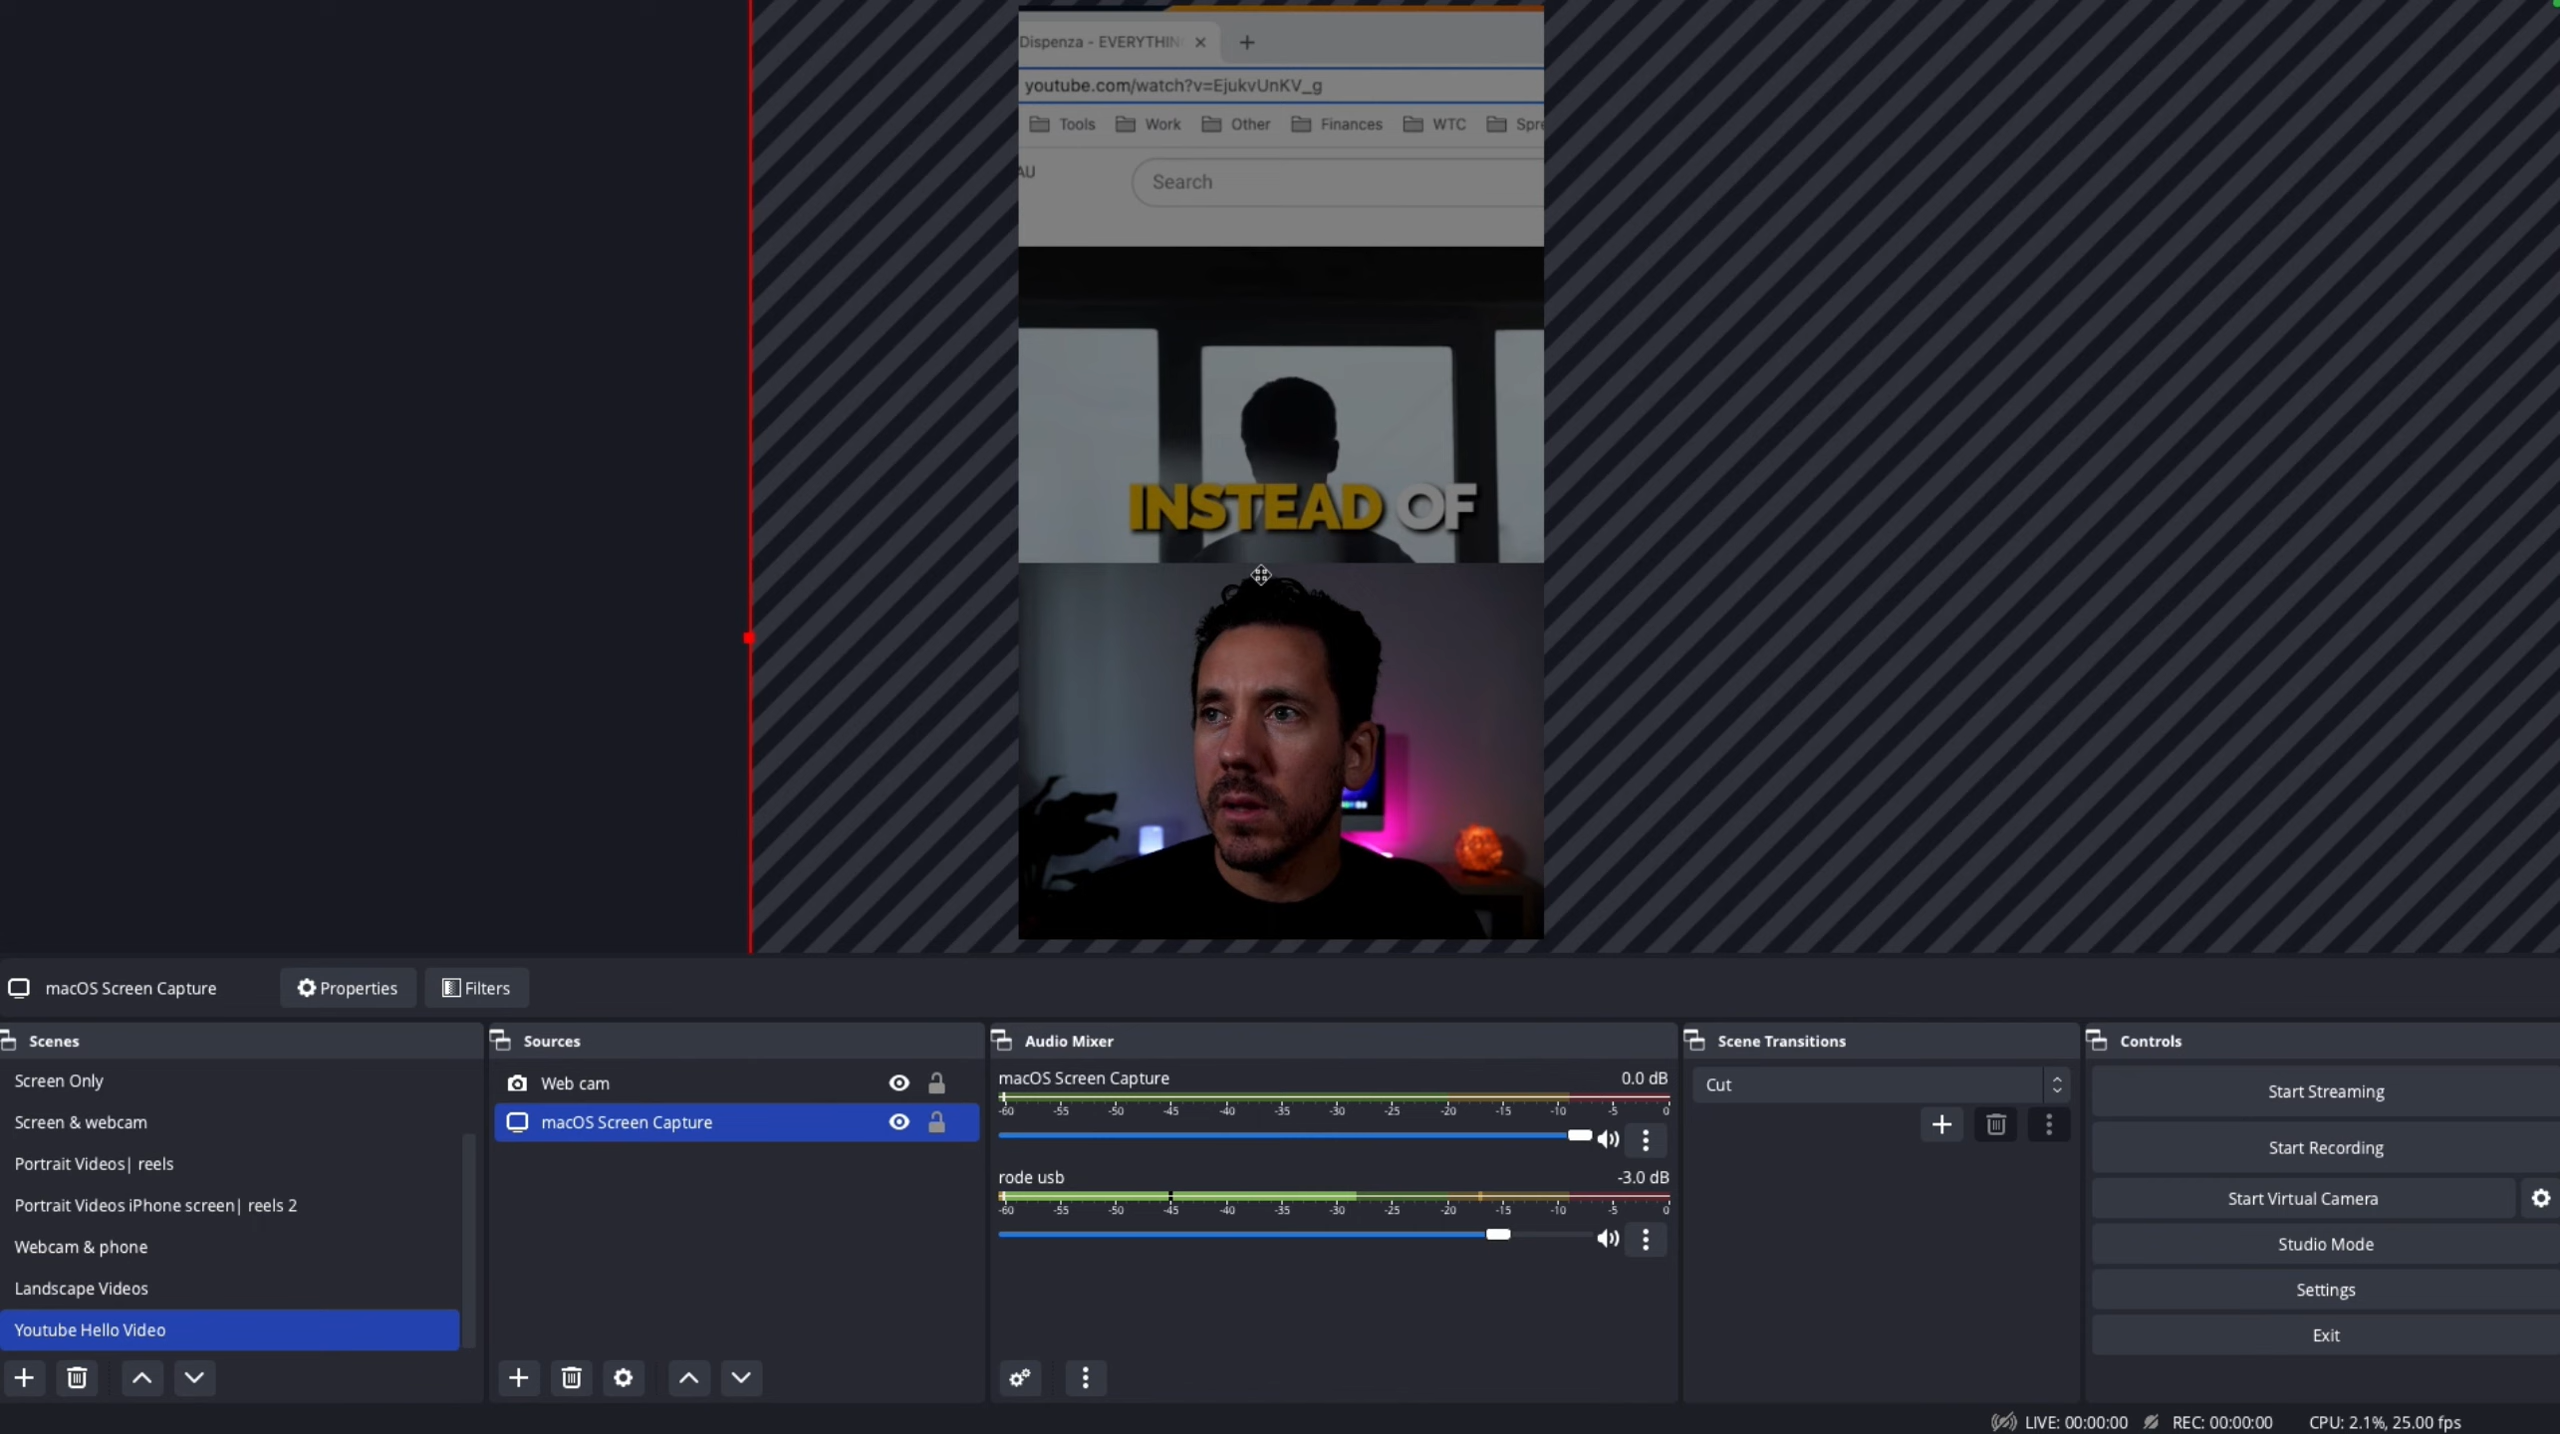 Dispenza - EVERYTHIN
youtube.com/watch?v=EjukvUnKV_g
Tools Work Other Finances WTC Spre
AU
Search
INSTEAD OF
macOS Screen Capture Properties Filters
Scenes
Screen Only
Screen & webcam
Portrait Videos| reels
Portrait Videos iPhone screen| reels 2
Webcam & phone
Landscape Videos
Youtube Hello Video
Sources
Web cam
macOS Screen Capture
Audio Mixer
macOS Screen Capture 0.0 dB
-60 -55 -50 -45 -40 -35 -30 -25 -20 -15 -10 -5 0
rode usb -3.0 dB
-60 -55 -50 -45 -40 -35 -30 -25 -20 -15 -10 -5 0
Scene Transitions
Cut
Controls
Start Streaming
Start Recording
Start Virtual Camera
Studio Mode
Settings
Exit
LIVE: 00:00:00 REC: 00:00:00 CPU: 2.1%, 25.00 fps